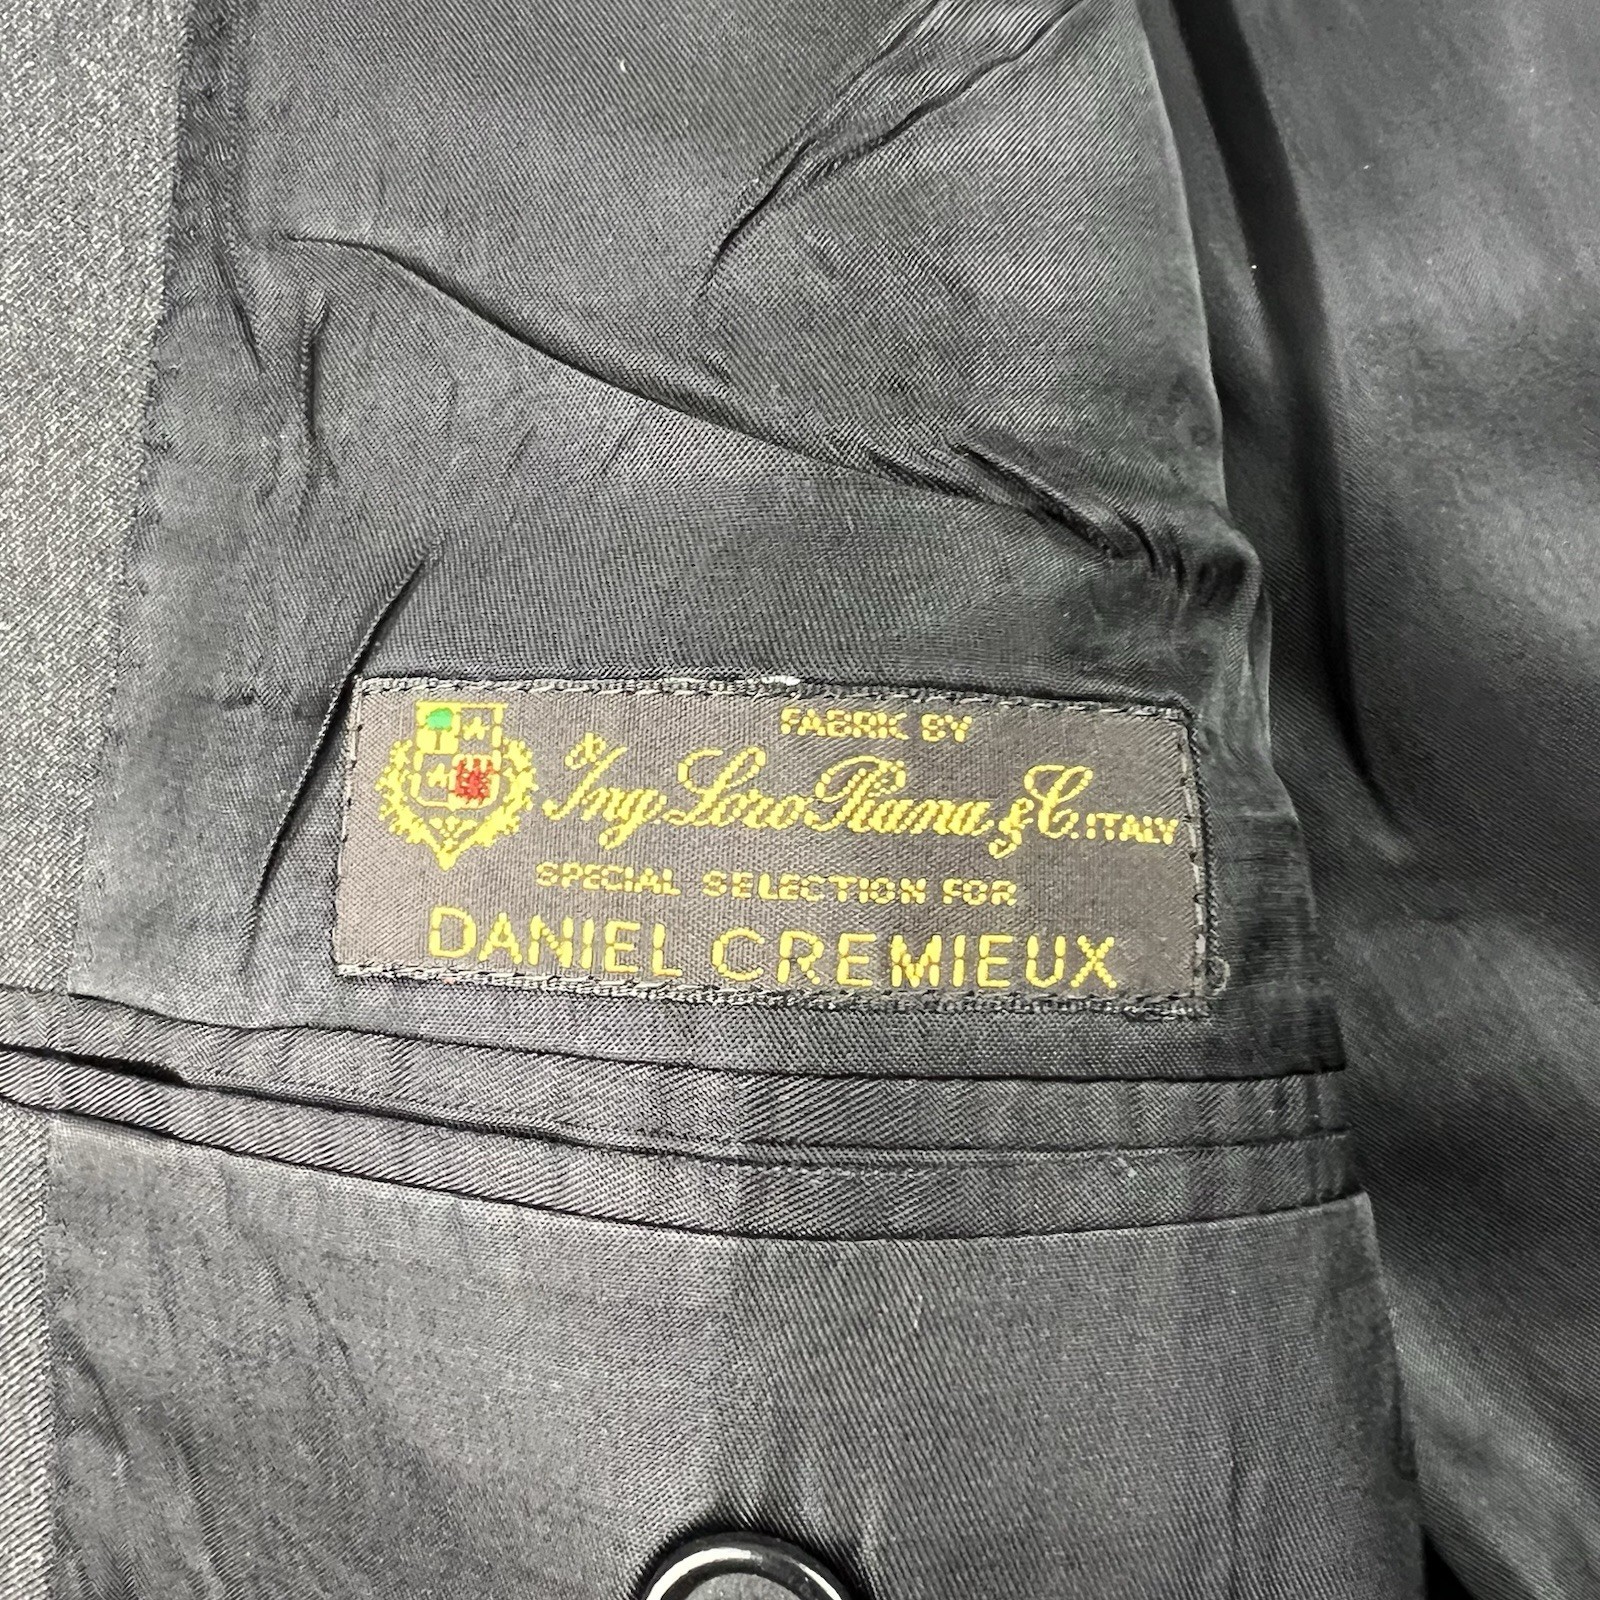 FABRIK BY
Ing. Loro Piana & C. ITALY
SPECIAL SELECTION FOR
DANIEL CREMIEUX